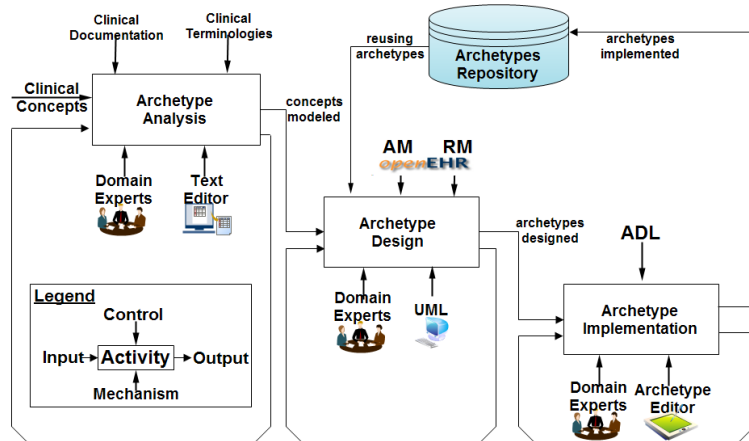 Clinical
Documentation
Clinical
Terminologies
Clinical
Concepts
Archetype
Analysis
Domain
Experts
Text
Editor
concepts
modeled
reusing
archetypes
Archetypes
Repository
archetypes
implemented
AM
RM
openEHR
Archetype
Design
Domain
Experts
UML
archetypes
designed
ADL
Archetype
Implementation
Domain
Experts
Archetype
Editor
Legend
Control
Input
Activity
Output
Mechanism